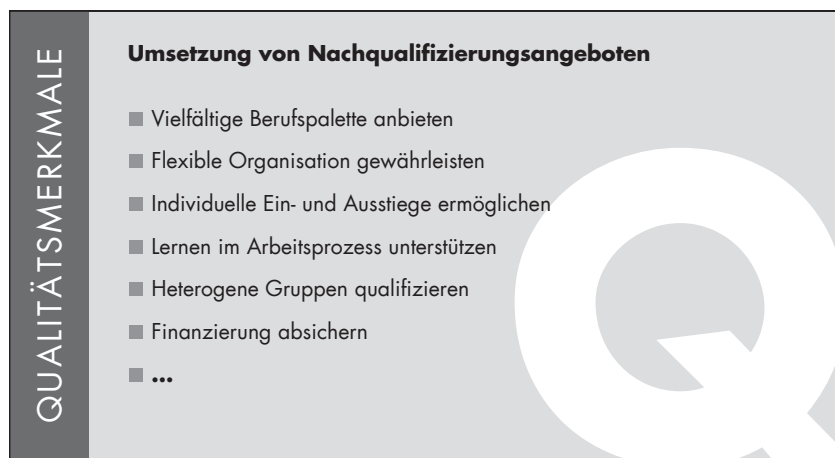 QUALITÄTSMERKMALE
Umsetzung von Nachqualifizierungsangeboten
Vielfältige Berufspalette anbieten
Flexible Organisation gewährleisten
Individuelle Ein- und Ausstiege ermöglichen
Lernen im Arbeitsprozess unterstützen
Heterogene Gruppen qualifizieren
Finanzierung absichern
...
Q